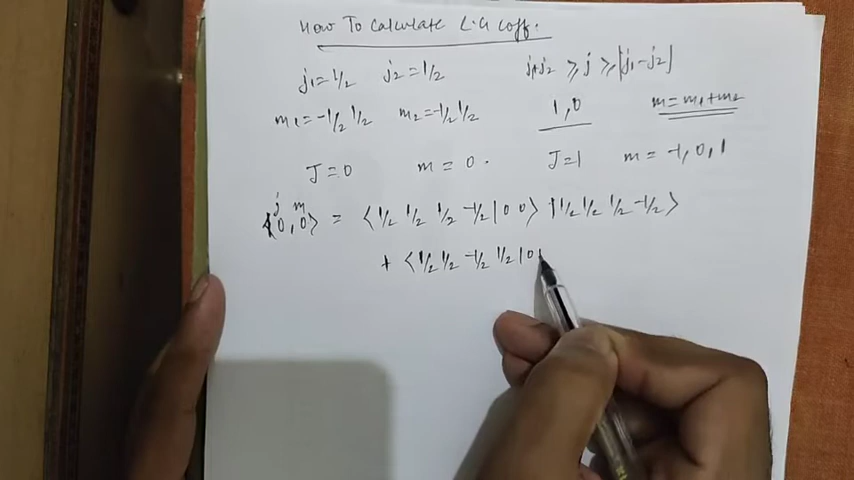 How To Calculate C.G Coff.
j1=1/2 j2=1/2 j1+j2 ≥ j ≥ |j1-j2|
m1=-1/2 1/2 m2=-1/2 1/2 1,0 m=m1+m2
J=0 m=0. J=1 m=-1,0,1
j m
|0,0⟩ = ⟨1/2 1/2 1/2 -1/2|0 0⟩ |1/2 1/2 1/2 -1/2⟩
+ ⟨1/2 1/2 -1/2 1/2|0